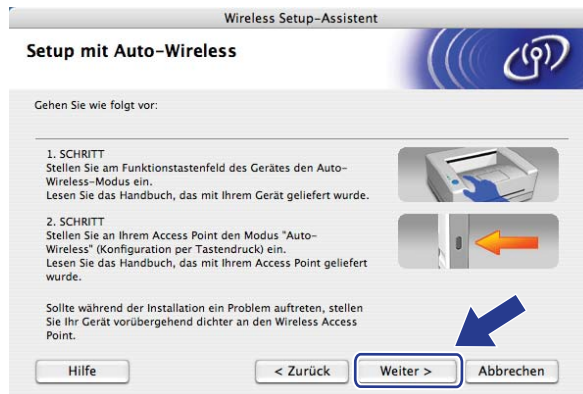 Wireless Setup-Assistent
Setup mit Auto-Wireless
Gehen Sie wie folgt vor:
1. SCHRITT
Stellen Sie am Funktionstastenfeld des Gerätes den Auto-
Wireless-Modus ein.
Lesen Sie das Handbuch, das mit Ihrem Gerät geliefert wurde.
2. SCHRITT
Stellen Sie an Ihrem Access Point den Modus "Auto-
Wireless" (Konfiguration per Tastendruck) ein.
Lesen Sie das Handbuch, das mit Ihrem Access Point geliefert
wurde.
Sollte während der Installation ein Problem auftreten, stellen
Sie Ihr Gerät vorübergehend dichter an den Wireless Access
Point.
Hilfe
< Zurück
Weiter >
Abbrechen